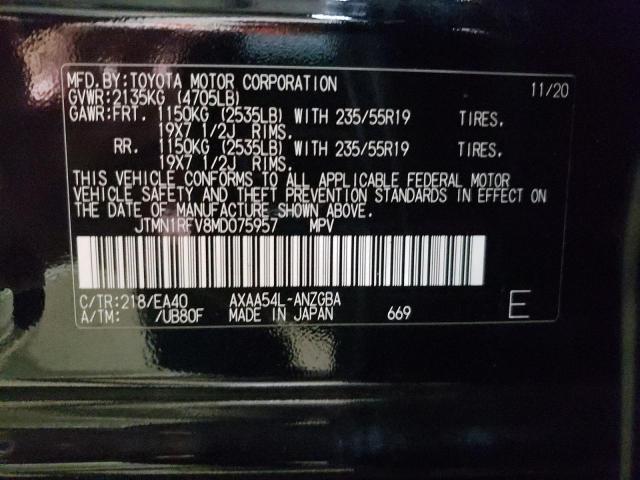 MFD.BY:TOYOTA MOTOR CORPORATION 11/20
GVWR:2135KG (4705LB)
GAWR:FRT. 1150KG (2535LB) WITH 235/55R19 TIRES.
19X7 1/2J RIMS.
RR. 1150KG (2535LB) WITH 235/55R19 TIRES.
19X7 1/2J RIMS.
THIS VEHICLE CONFORMS TO ALL APPLICABLE FEDERAL MOTOR
VEHICLE SAFETY AND THEFT PREVENTION STANDARDS IN EFFECT ON
THE DATE OF MANUFACTURE SHOWN ABOVE.
JTMN1RFV8MD075957 MPV
C/TR:218/EA40 AXAA54L-ANZGBA
A/TM: /UB80F MADE IN JAPAN 669 E